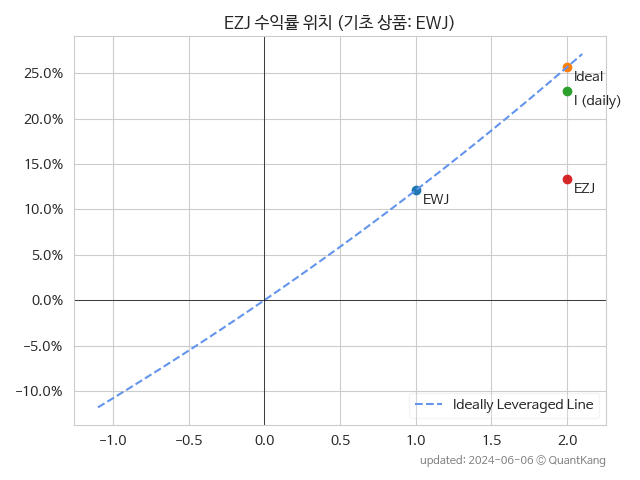 EZJ 수익률 위치 (기초 상품: EWJ)
25.0%
20.0%
15.0%
10.0%
5.0%
0.0%
−5.0%
−10.0%
Ideal
I (daily)
EZJ
EWJ
Ideally Leveraged Line
−1.0 −0.5 0.0 0.5 1.0 1.5 2.0
updated: 2024-06-06 © QuantKang